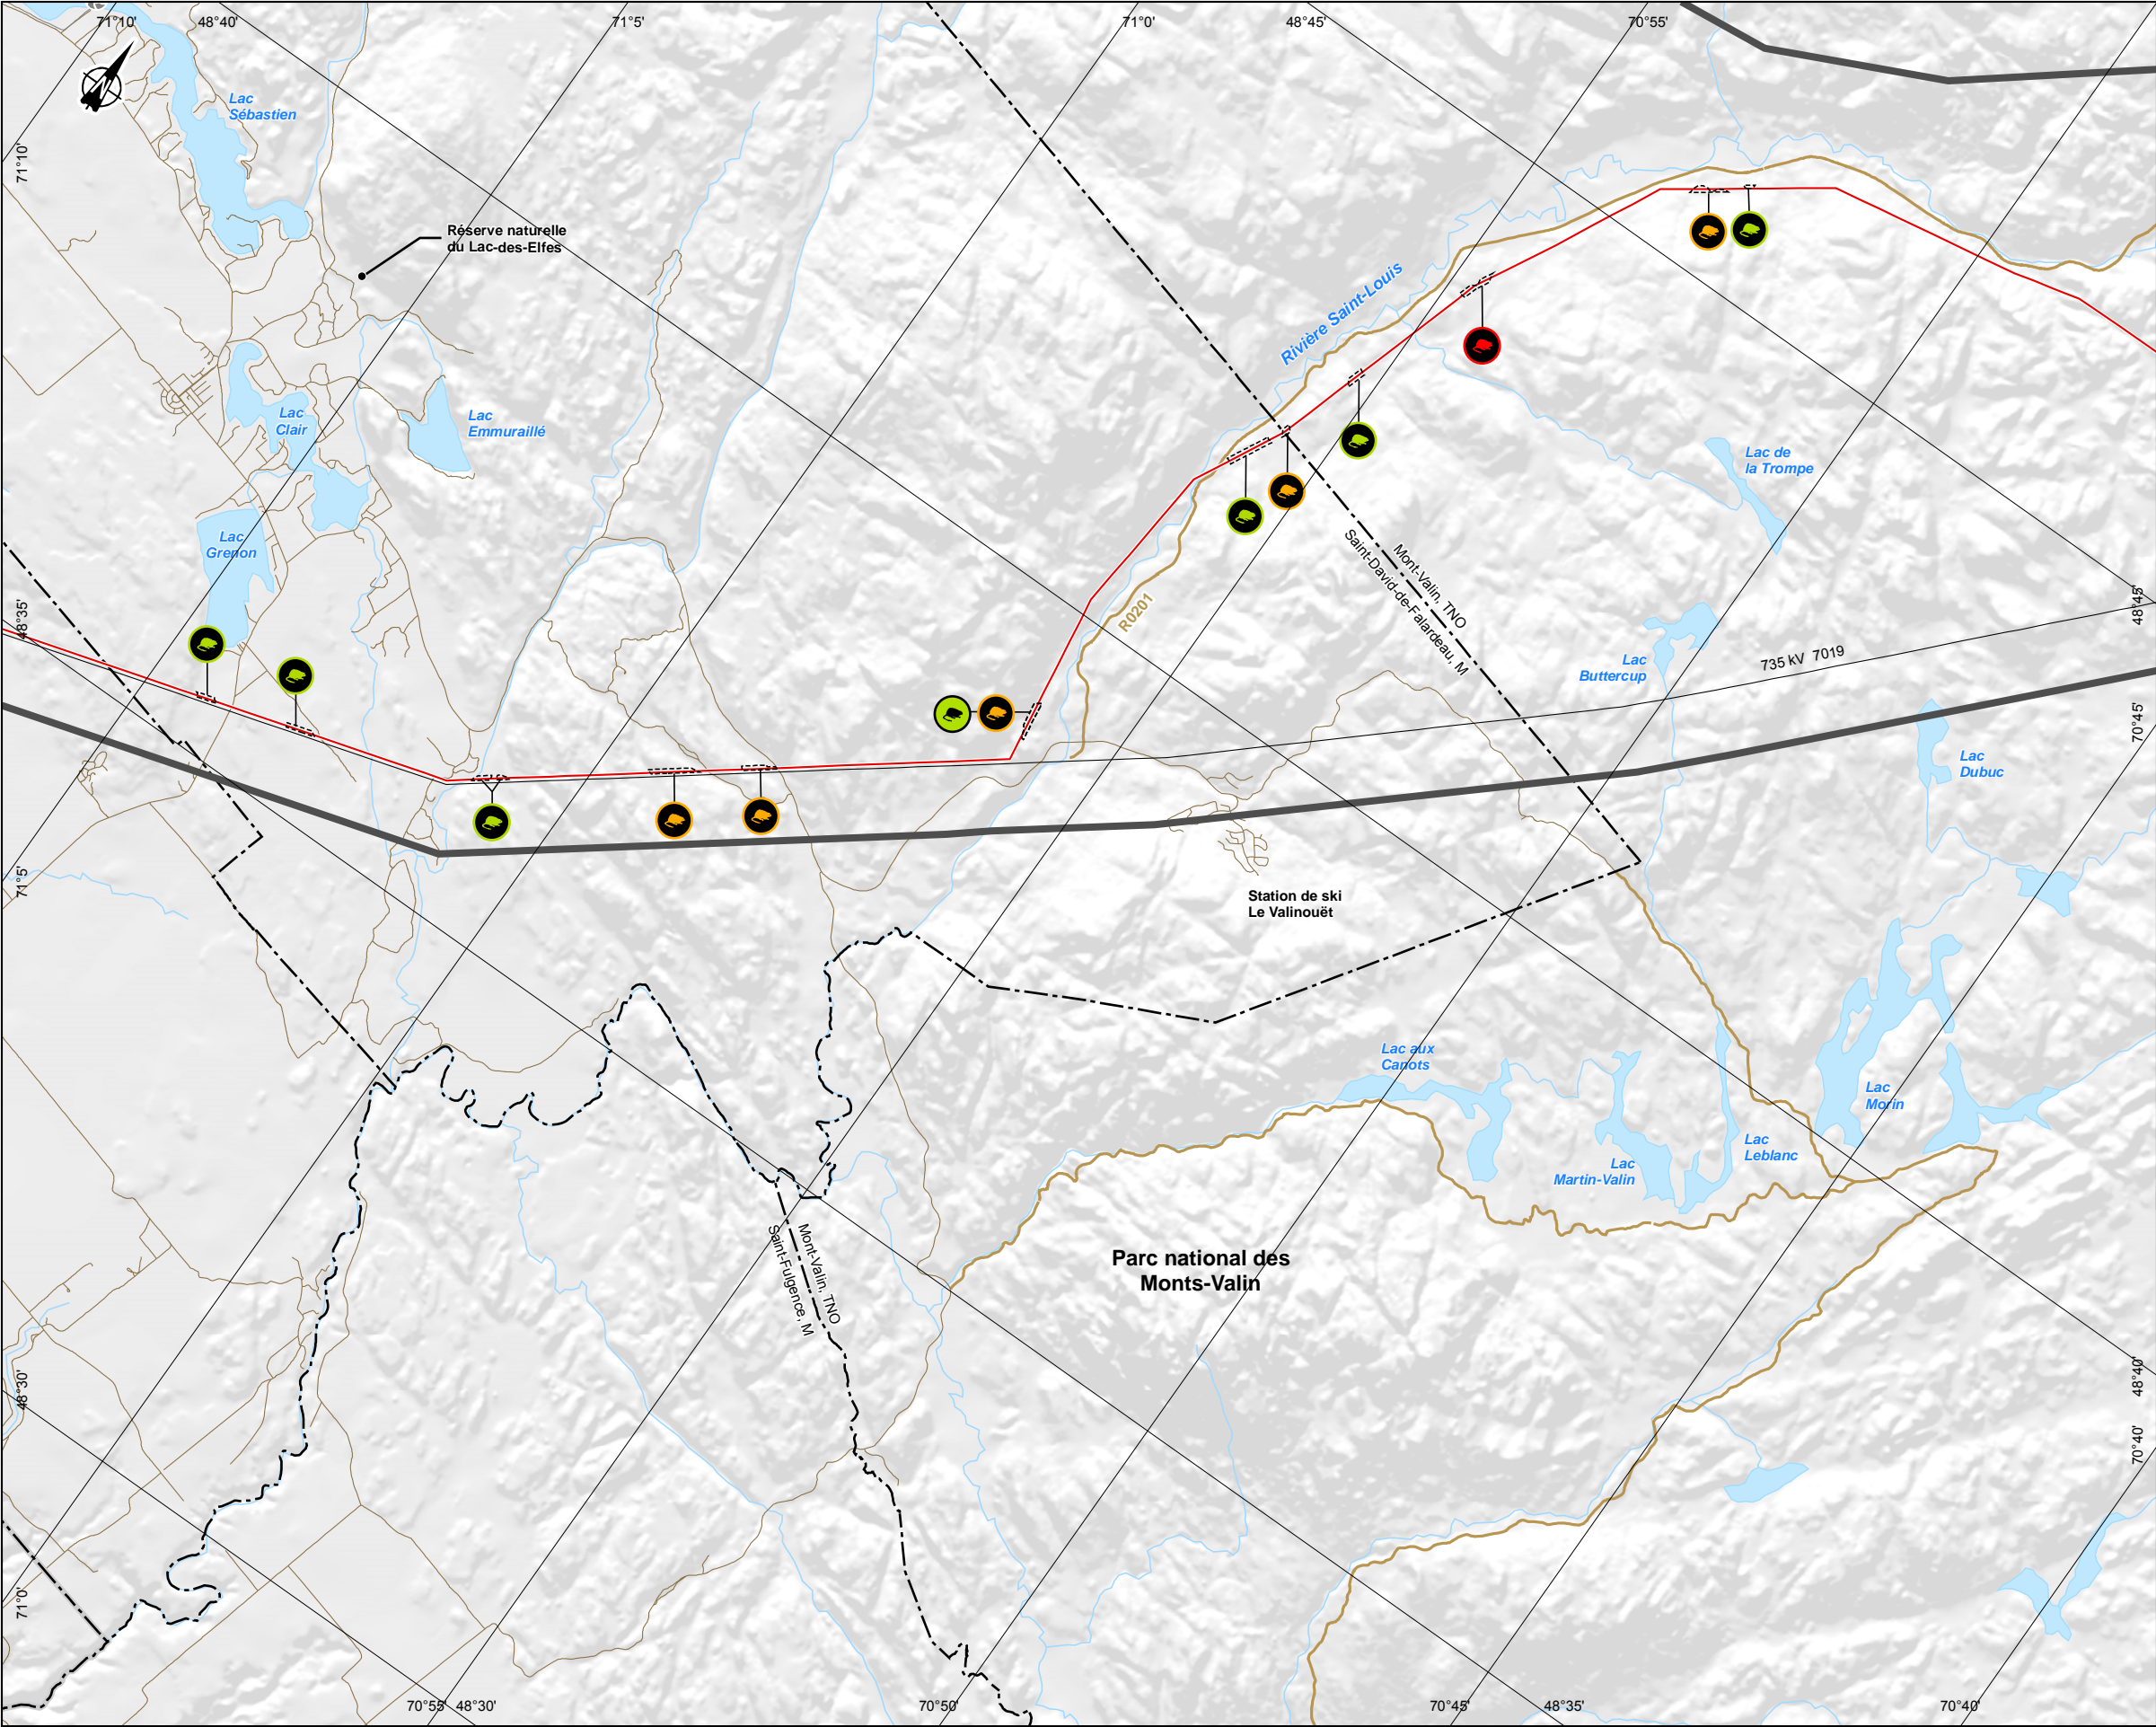 71°10'
48°40'
71°5'
71°0'
48°45'
70°55'
71°10'
Lac
Sébastien
Réserve naturelle
du Lac-des-Elfes
Rivière Saint-Louis
Lac
Clair
Lac
Emmuraillé
Lac de
la Trompe
Lac
Grenon
48°35'
R0201
Mont-Valin, TNO
Saint-David-de-Falardeau, M
48°45'
Lac
Buttercup
735 kV 7019
70°45'
Lac
Dubuc
71°5'
Station de ski
Le Valinouët
Lac aux
Canots
Lac
Morin
Lac
Leblanc
Lac
Martin-Valin
Mont-Valin, TNO
Saint-Fulgence, M
Parc national des
Monts-Valin
48°30'
48°40'
70°40'
71°0'
70°55'
48°30'
70°50'
70°45'
48°35'
70°40'